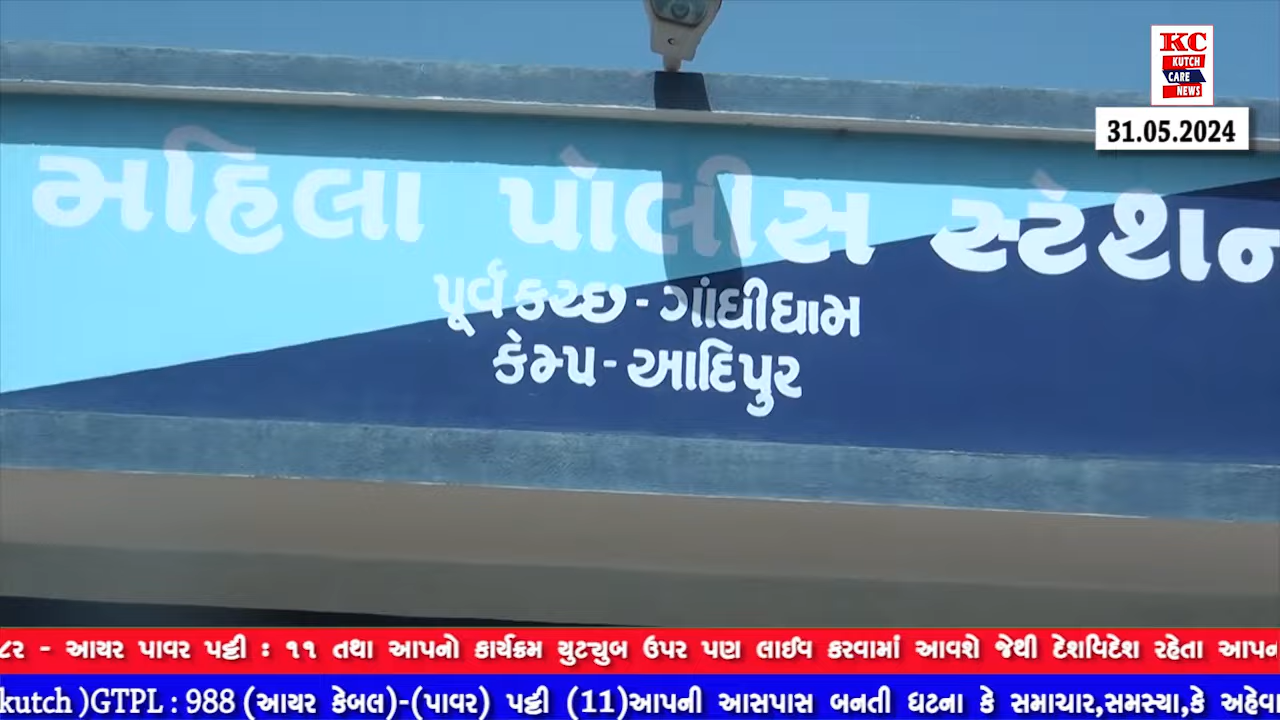 KC
KUTCH
CARE
NEWS
31.05.2024
મહિલા પોલીસ સ્ટેશન
પૂર્વ કચ્છ - ગાંધીધામ
કેમ્પ - આદિપુર
૮૨ - આયર પાવર પટ્ટી : ૧૧ તથા આપનો કાર્યક્રમ યુટ્યુબ ઉપર પણ લાઈવ કરવામાં આવશે જેથી દેશવિદેશ રહેતા આપન
kutch )GTPL : 988 (આયર કેબલ)-(પાવર) પટ્ટી (11)આપની આસપાસ બનતી ઘટના કે સમાચાર,સમસ્યા,કે અહેવા